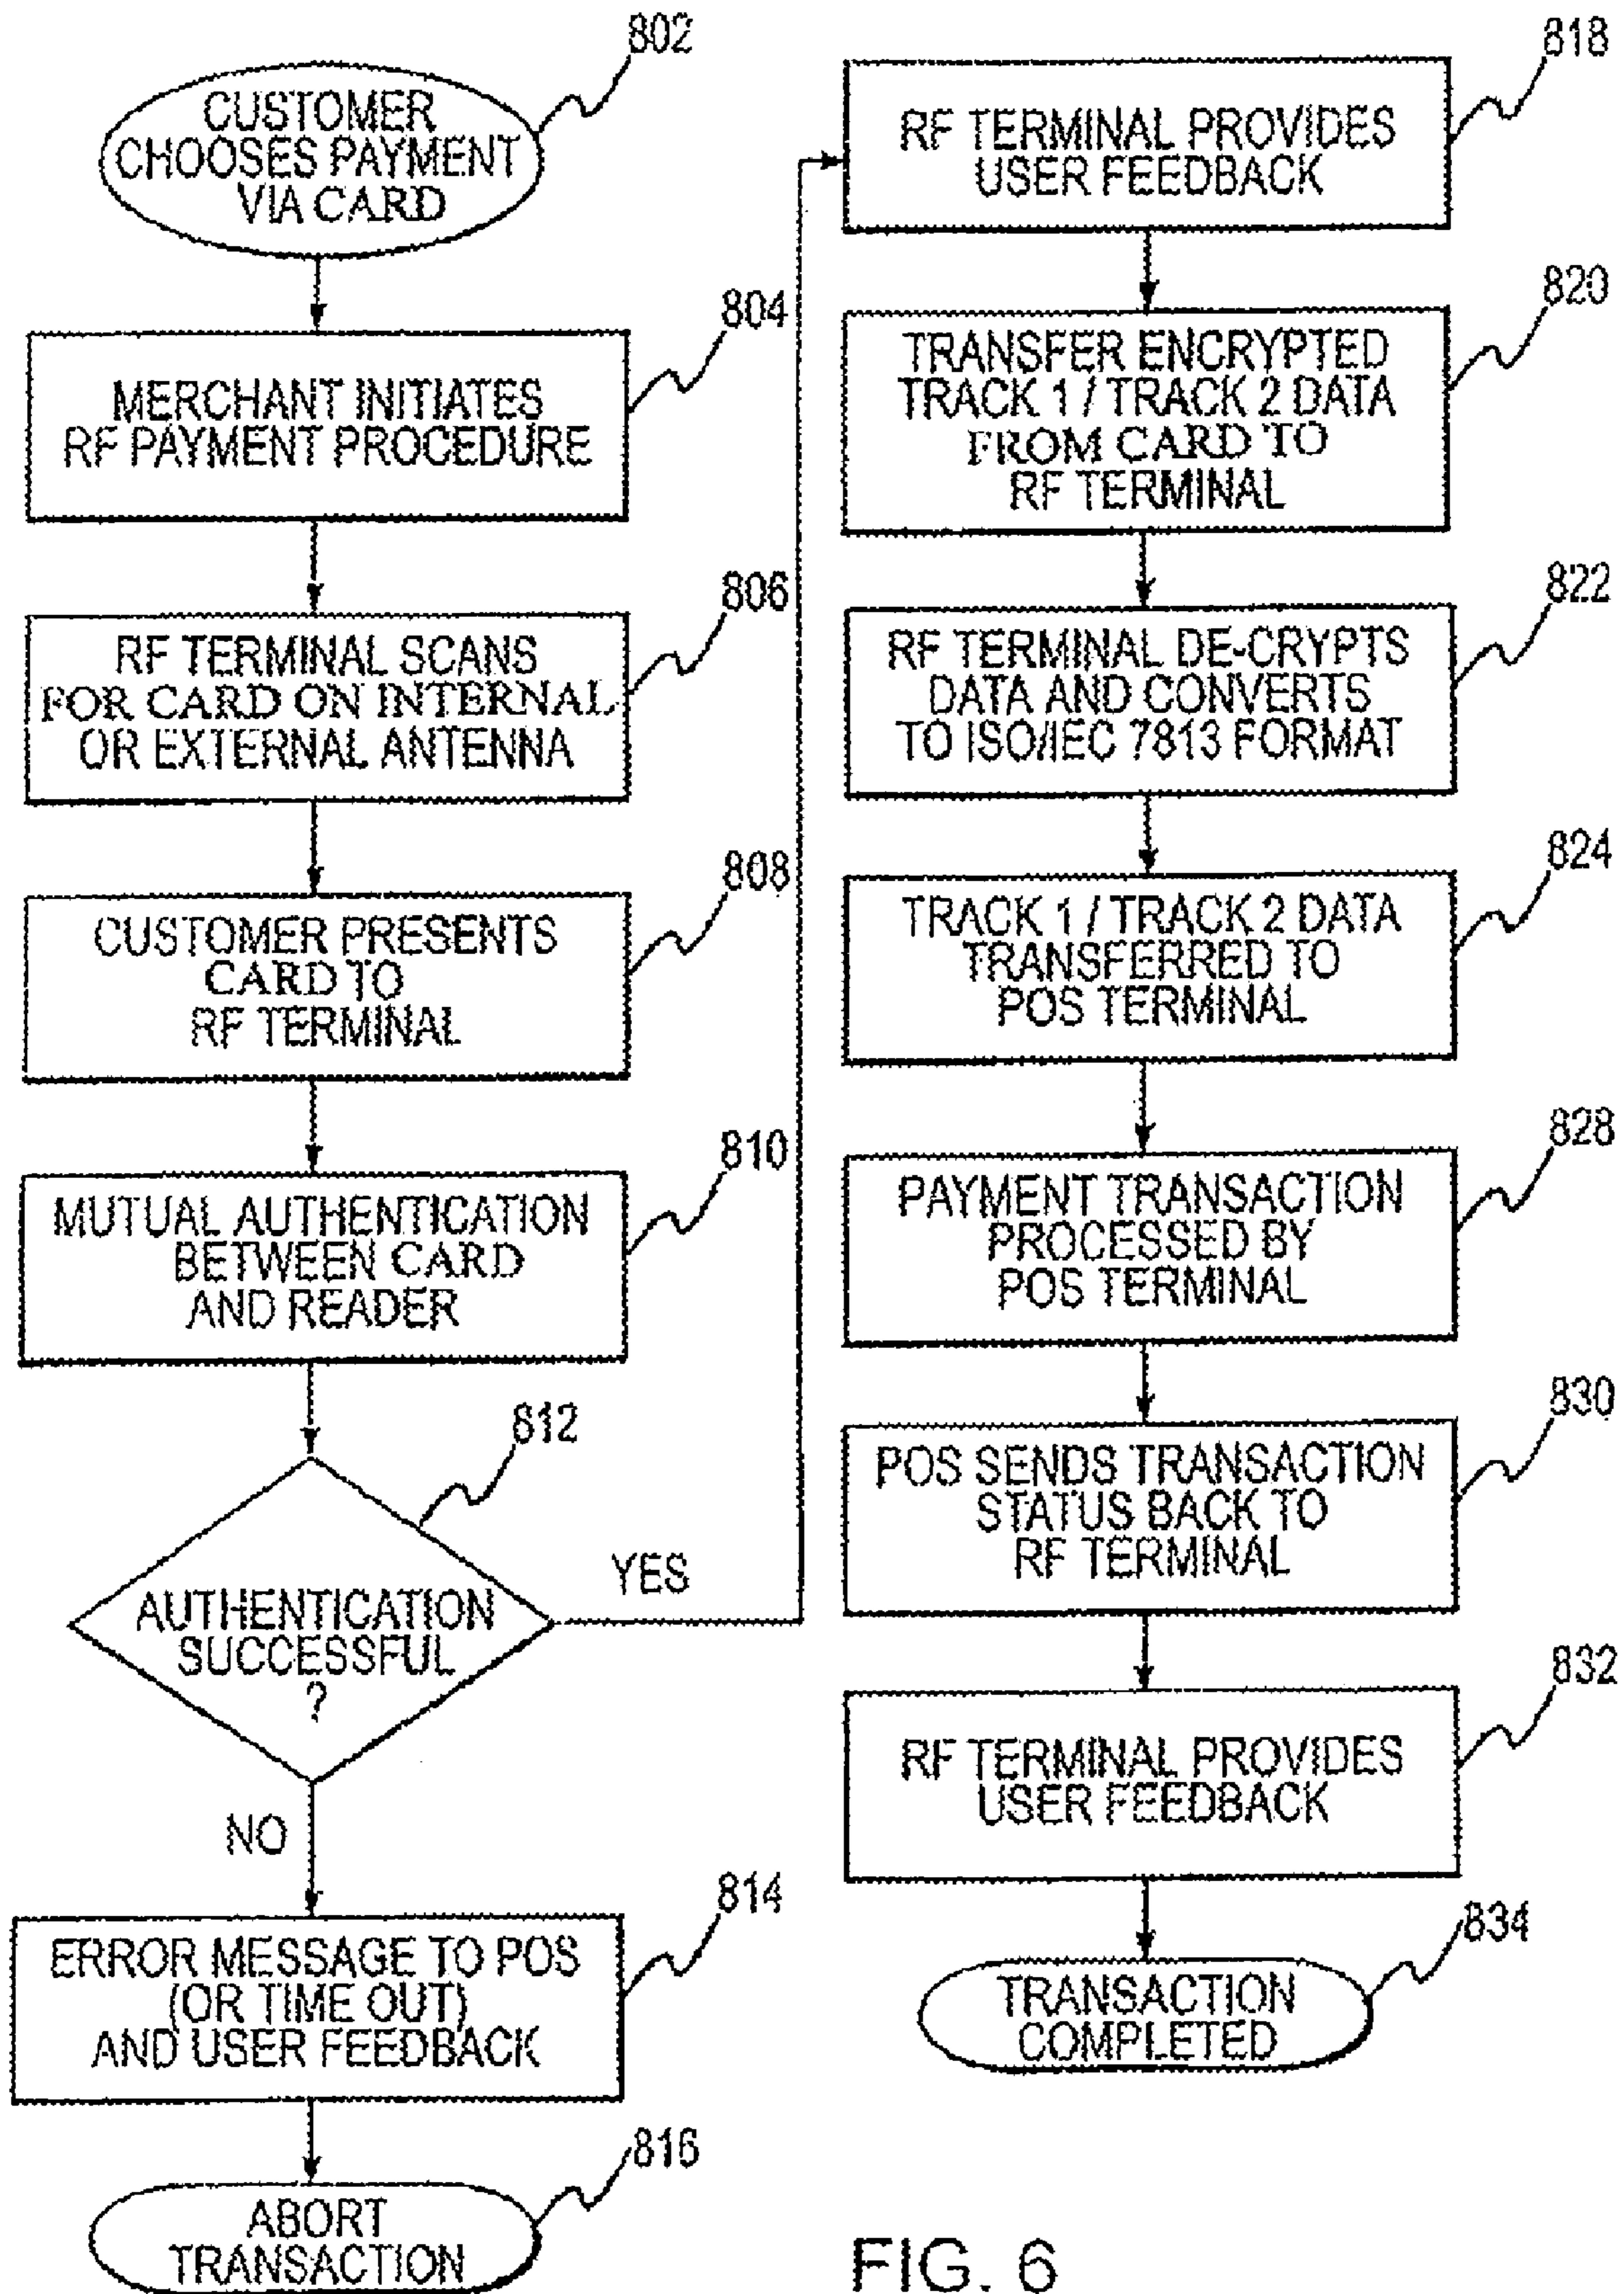 802
CUSTOMER
CHOOSES PAYMENT
VIA CARD
804
MERCHANT INITIATES
RF PAYMENT PROCEDURE
806
RF TERMINAL SCANS
FOR CARD ON INTERNAL
OR EXTERNAL ANTENNA
808
CUSTOMER PRESENTS
CARD TO
RF TERMINAL
810
MUTUAL AUTHENTICATION
BETWEEN CARD
AND READER
812
AUTHENTICATION
SUCCESSFUL
?
YES
NO
814
ERROR MESSAGE TO POS
(OR TIME OUT)
AND USER FEEDBACK
816
ABORT
TRANSACTION
818
RF TERMINAL PROVIDES
USER FEEDBACK
820
TRANSFER ENCRYPTED
TRACK 1 / TRACK 2 DATA
FROM CARD TO
RF TERMINAL
822
RF TERMINAL DE-CRYPTS
DATA AND CONVERTS
TO ISO/IEC 7813 FORMAT
824
TRACK 1 / TRACK 2 DATA
TRANSFERRED TO
POS TERMINAL
828
PAYMENT TRANSACTION
PROCESSED BY
POS TERMINAL
830
POS SENDS TRANSACTION
STATUS BACK TO
RF TERMINAL
832
RF TERMINAL PROVIDES
USER FEEDBACK
834
TRANSACTION
COMPLETED
FIG. 6